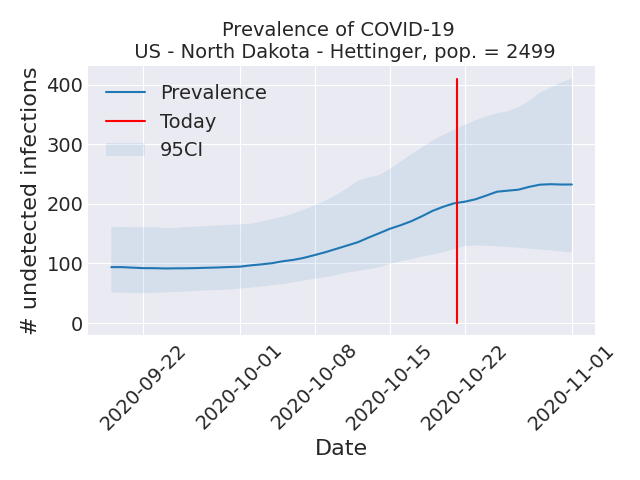 Prevalence of COVID-19
US - North Dakota - Hettinger, pop. = 2499
# undetected infections
400
300
200
100
0
Prevalence
Today
95CI
2020-09-22
2020-10-01
2020-10-08
2020-10-15
2020-10-22
2020-11-01
Date